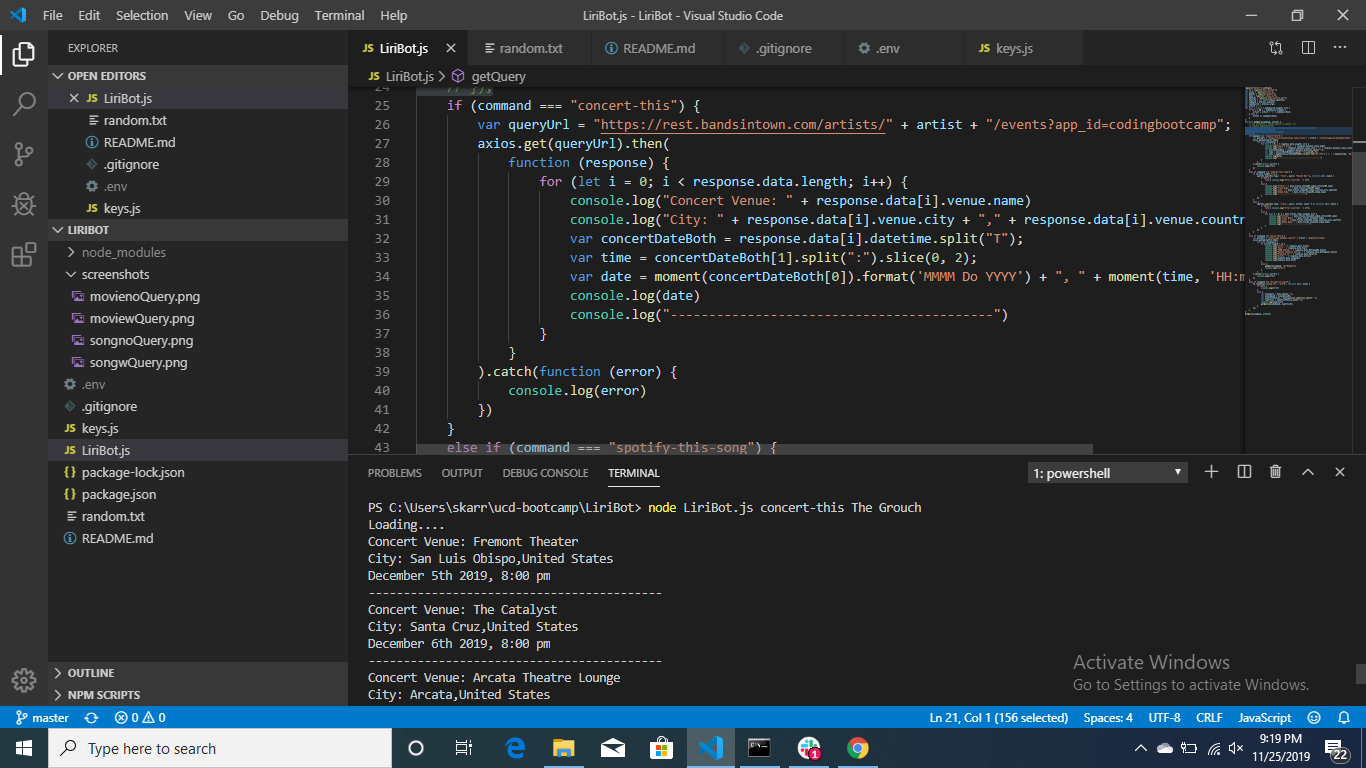 File Edit Selection View Go Debug Terminal Help
LiriBot.js - LiriBot - Visual Studio Code
EXPLORER
OPEN EDITORS
LiriBot.js
random.txt
README.md
.gitignore
.env
keys.js
LIRIBOT
node_modules
screenshots
movienoQuery.png
moviewQuery.png
songnoQuery.png
songwQuery.png
.env
.gitignore
keys.js
LiriBot.js
package-lock.json
package.json
random.txt
README.md
OUTLINE
NPM SCRIPTS
JS LiriBot.js random.txt README.md .gitignore .env JS keys.js
JS LiriBot.js > getQuery
24 // });
25 if (command === "concert-this") {
26 var queryUrl = "https://rest.bandsintown.com/artists/" + artist + "/events?app_id=codingbootcamp";
27 axios.get(queryUrl).then(
28 function (response) {
29 for (let i = 0; i < response.data.length; i++) {
30 console.log("Concert Venue: " + response.data[i].venue.name)
31 console.log("City: " + response.data[i].venue.city + "," + response.data[i].venue.countr
32 var concertDateBoth = response.data[i].datetime.split("T");
33 var time = concertDateBoth[1].split(":").slice(0, 2);
34 var date = moment(concertDateBoth[0]).format('MMMM Do YYYY') + ", " + moment(time, 'HH:m
35 console.log(date)
36 console.log("------------------------------------------")
37 }
38 }
39 ).catch(function (error) {
40 console.log(error)
41 })
42 }
43 else if (command === "spotify-this-song") {
PROBLEMS OUTPUT DEBUG CONSOLE TERMINAL
1: powershell
PS C:\Users\skarr\ucd-bootcamp\LiriBot> node LiriBot.js concert-this The Grouch
Loading....
Concert Venue: Fremont Theater
City: San Luis Obispo,United States
December 5th 2019, 8:00 pm
------------------------------------------
Concert Venue: The Catalyst
City: Santa Cruz,United States
December 6th 2019, 8:00 pm
------------------------------------------
Concert Venue: Arcata Theatre Lounge
City: Arcata,United States
Activate Windows
Go to Settings to activate Windows.
master 0 0 Ln 21, Col 1 (156 selected) Spaces: 4 UTF-8 CRLF JavaScript
Type here to search
1
9:19 PM
11/25/2019
22